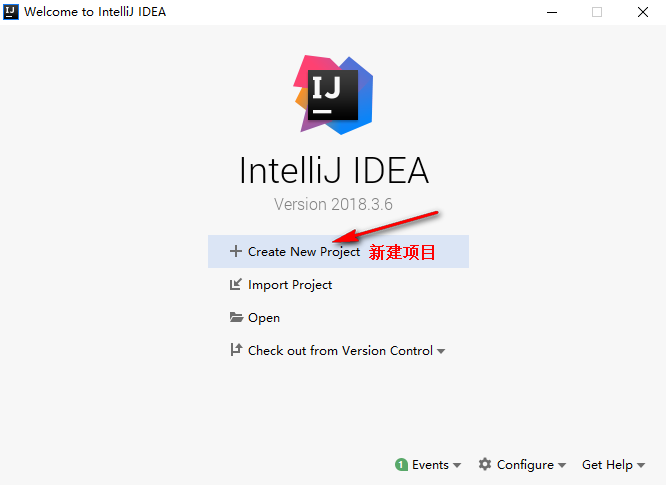 IJ Welcome to IntelliJ IDEA
IJ
IntelliJ IDEA
Version 2018.3.6
Create New Project 新建项目
Import Project
Open
Check out from Version Control
1 Events Configure Get Help